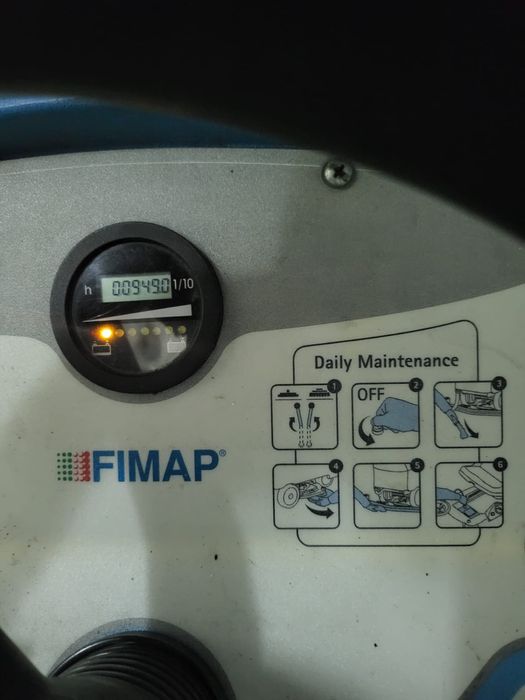 h 00949.0 1/10
Daily Maintenance
1 2 3
OFF
FIMAP®
4 5 6